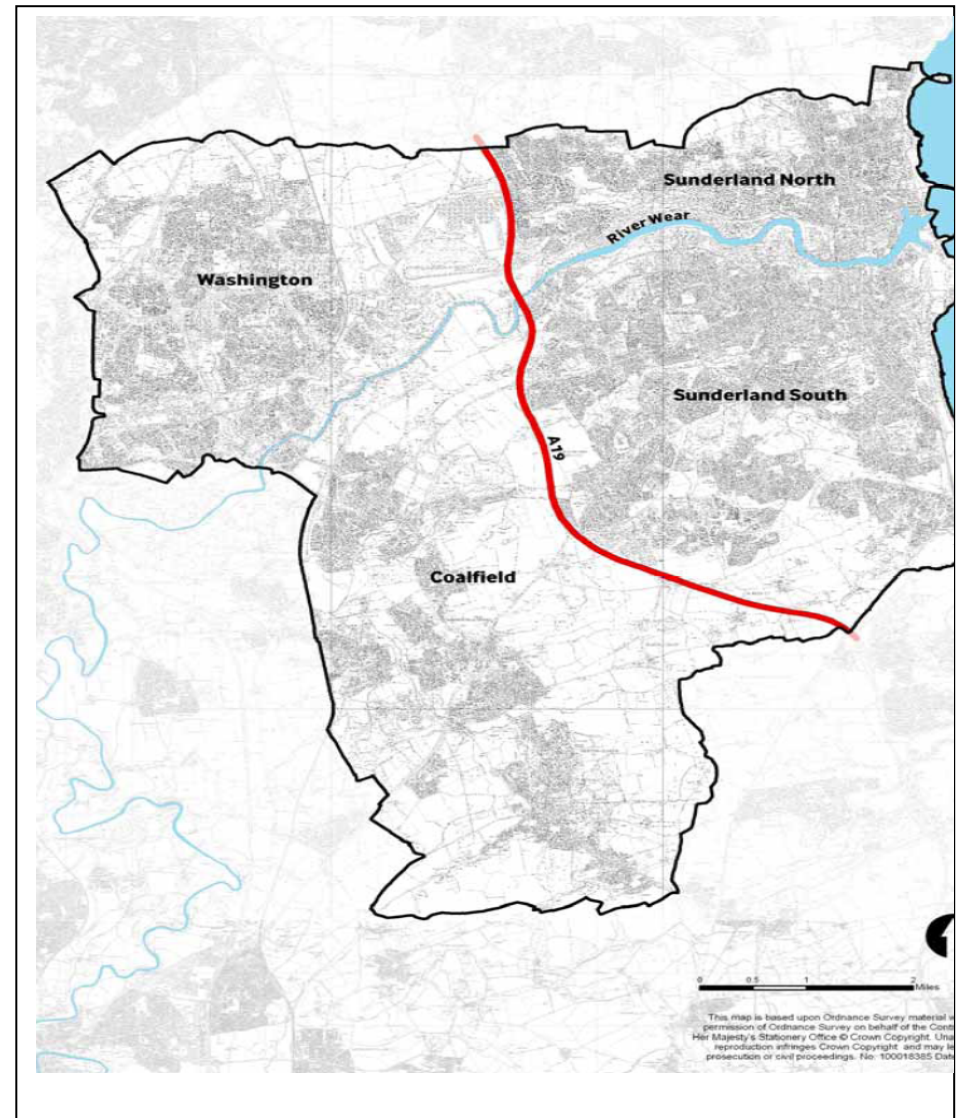 Sunderland North
River Wear
Washington
Sunderland South
A19
Coalfield
0 0.5 1 2
Miles
This map is based upon Ordnance Survey material w
permission of Ordnance Survey on behalf of the Cont
Her Majesty's Stationery Office © Crown Copyright. Una
reproduction infringes Crown Copyright and may le
prosecution or civil proceedings. No. 100018385 Date